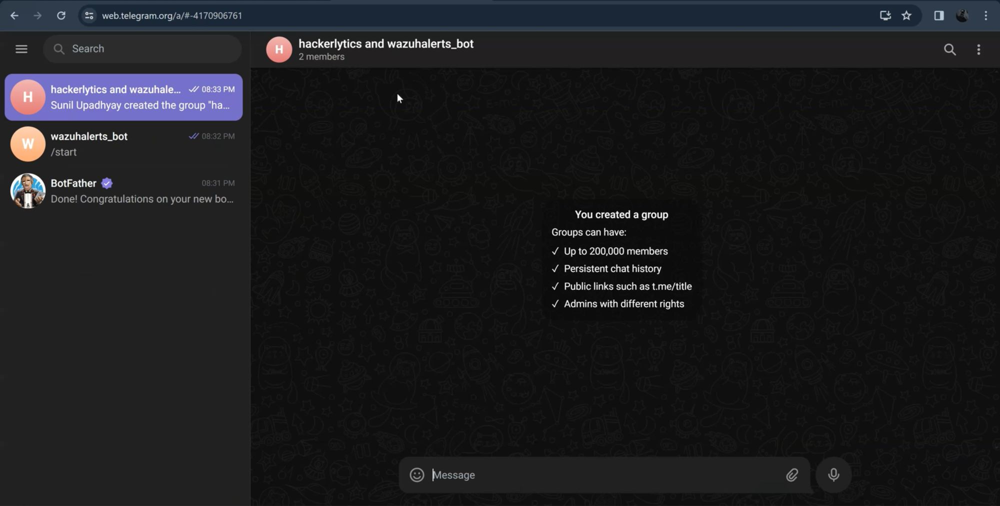 web.telegram.org/a/#-4170906761
Search
H
hackerlytics and wazuhalerts_bot
2 members
H
hackerlytics and wazuhale... 08:33 PM
Sunil Upadhyay created the group "ha...
W
wazuhalerts_bot 08:32 PM
/start
BotFather 08:31 PM
Done! Congratulations on your new bo...
You created a group
Groups can have:
✓ Up to 200,000 members
✓ Persistent chat history
✓ Public links such as t.me/title
✓ Admins with different rights
Message